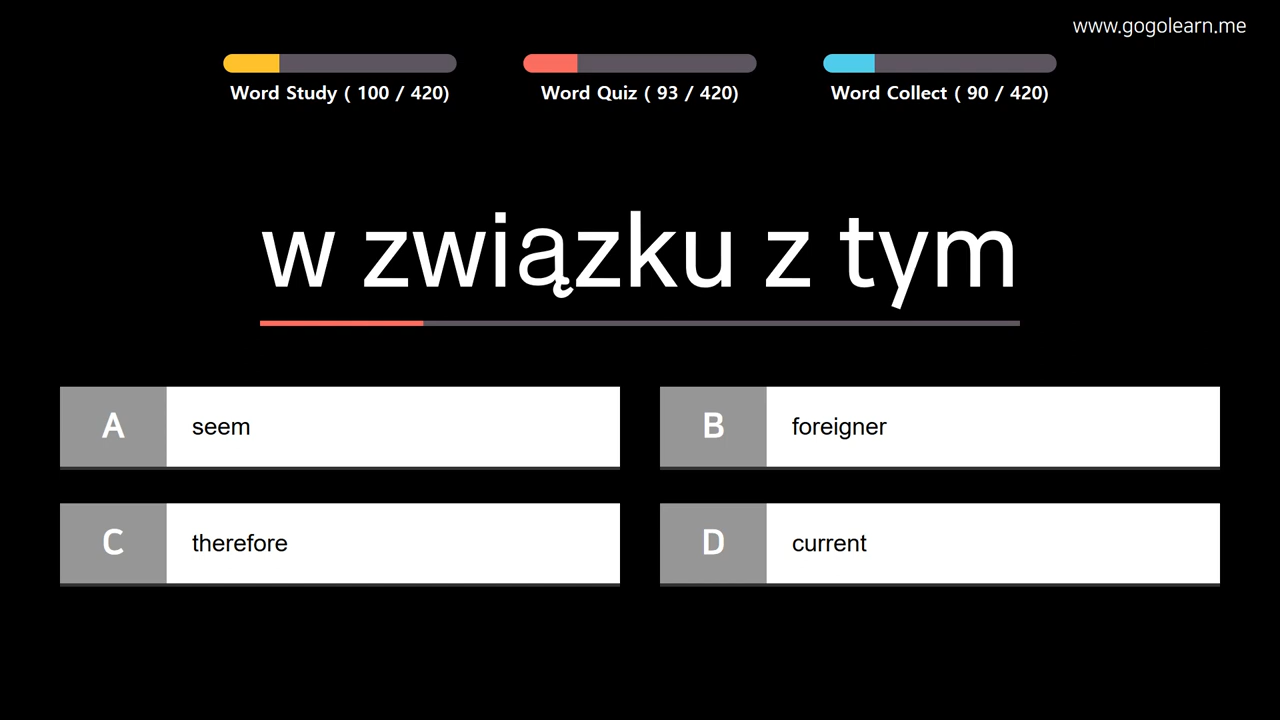 www.gogolearn.me
Word Study ( 100 / 420)
Word Quiz ( 93 / 420)
Word Collect ( 90 / 420)
w związku z tym
A seem
B foreigner
C therefore
D current